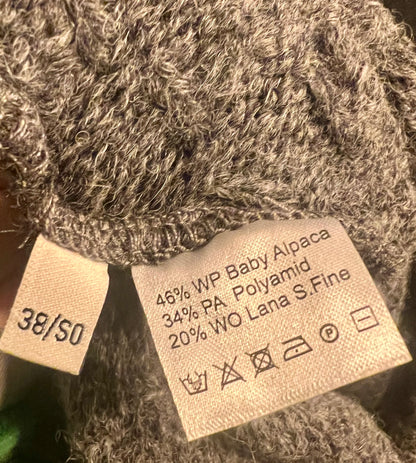 38/S0
46% WP Baby Alpaca
34% PA Polyamid
20% WO Lana S.Fine